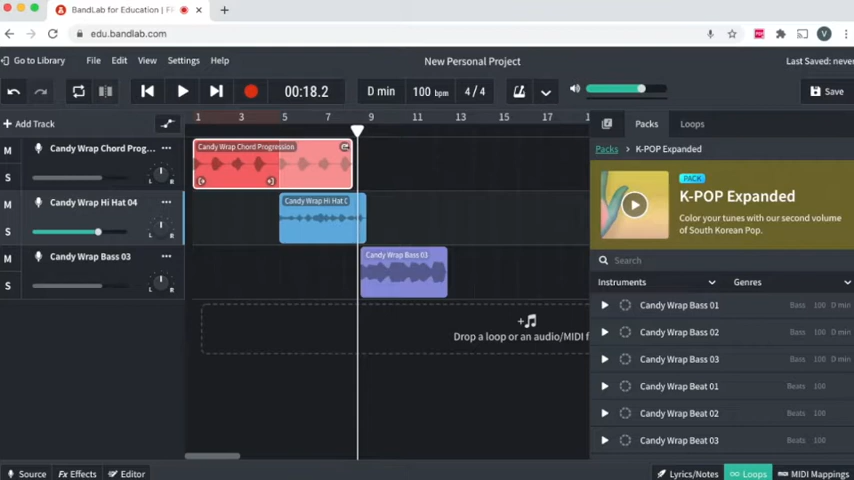 BandLab for Education | FR
edu.bandlab.com
V
Go to Library File Edit View Settings Help New Personal Project Last Saved: never
00:18.2 D min 100 bpm 4 / 4 Save
Add Track 1 3 5 7 9 11 13 15 17 Packs Loops
M Candy Wrap Chord Prog...
S L R
Candy Wrap Chord Progression
Packs > K-POP Expanded
M Candy Wrap Hi Hat 04
S L R
Candy Wrap Hi Hat 0
PACK
K-POP Expanded
Color your tunes with our second volume
of South Korean Pop.
M Candy Wrap Bass 03
S L R
Candy Wrap Bass 03
Search
Instruments Genres
Drop a loop or an audio/MIDI f
Candy Wrap Bass 01 Bass 100 D min
Candy Wrap Bass 02 Bass 100 D min
Candy Wrap Bass 03 Bass 100 D min
Candy Wrap Beat 01 Beats 100
Candy Wrap Beat 02 Beats 100
Candy Wrap Beat 03 Beats 100
Source Fx Effects Editor Lyrics/Notes Loops MIDI Mappings